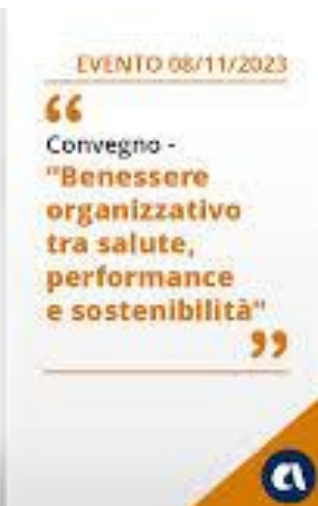 EVENTO 08/11/2023
“
Convegno -
"Benessere
organizzativo
tra salute,
performance
e sostenibilità"
”